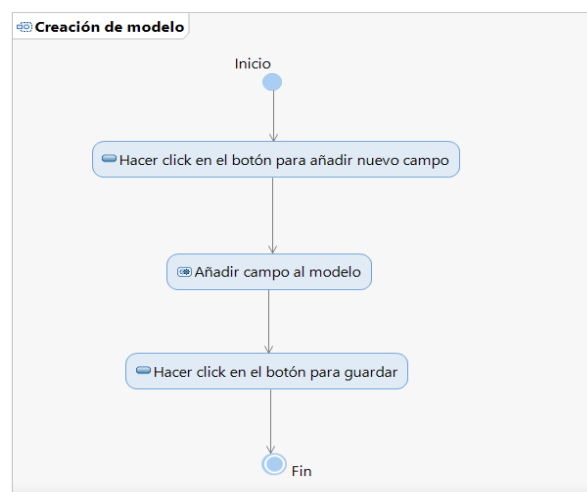 Creación de modelo
Inicio
Hacer click en el botón para añadir nuevo campo
Añadir campo al modelo
Hacer click en el botón para guardar
Fin